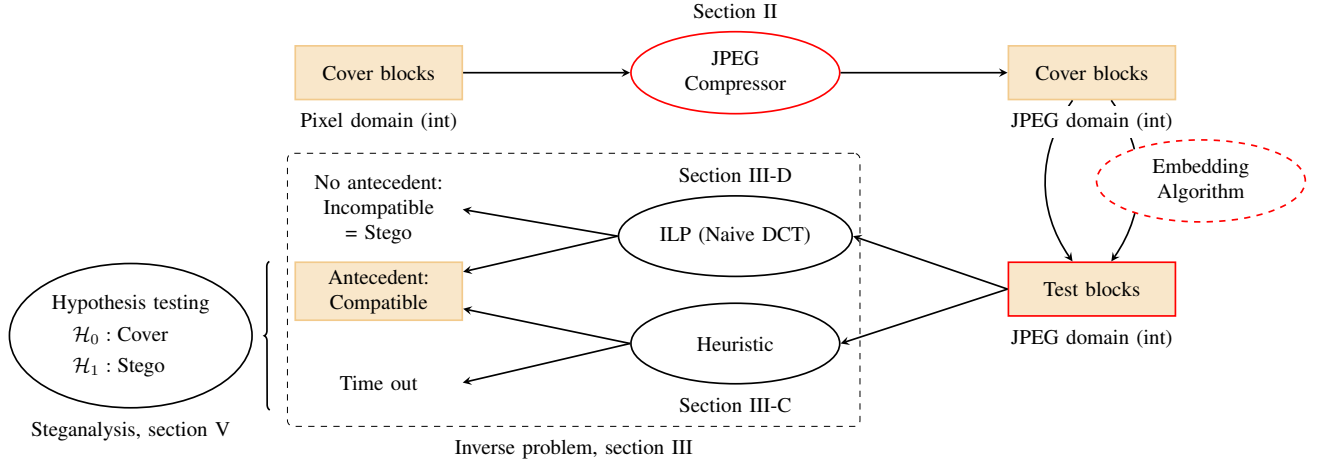 Section II
Cover blocks
JPEG
Compressor
Cover blocks
Pixel domain (int)
JPEG domain (int)
Embedding
Algorithm
No antecedent:
Incompatible
= Stego
Section III-D
ILP (Naive DCT)
Antecedent:
Compatible
Test blocks
JPEG domain (int)
Hypothesis testing
ℋ₀ : Cover
ℋ₁ : Stego
Heuristic
Time out
Section III-C
Steganalysis, section V
Inverse problem, section III